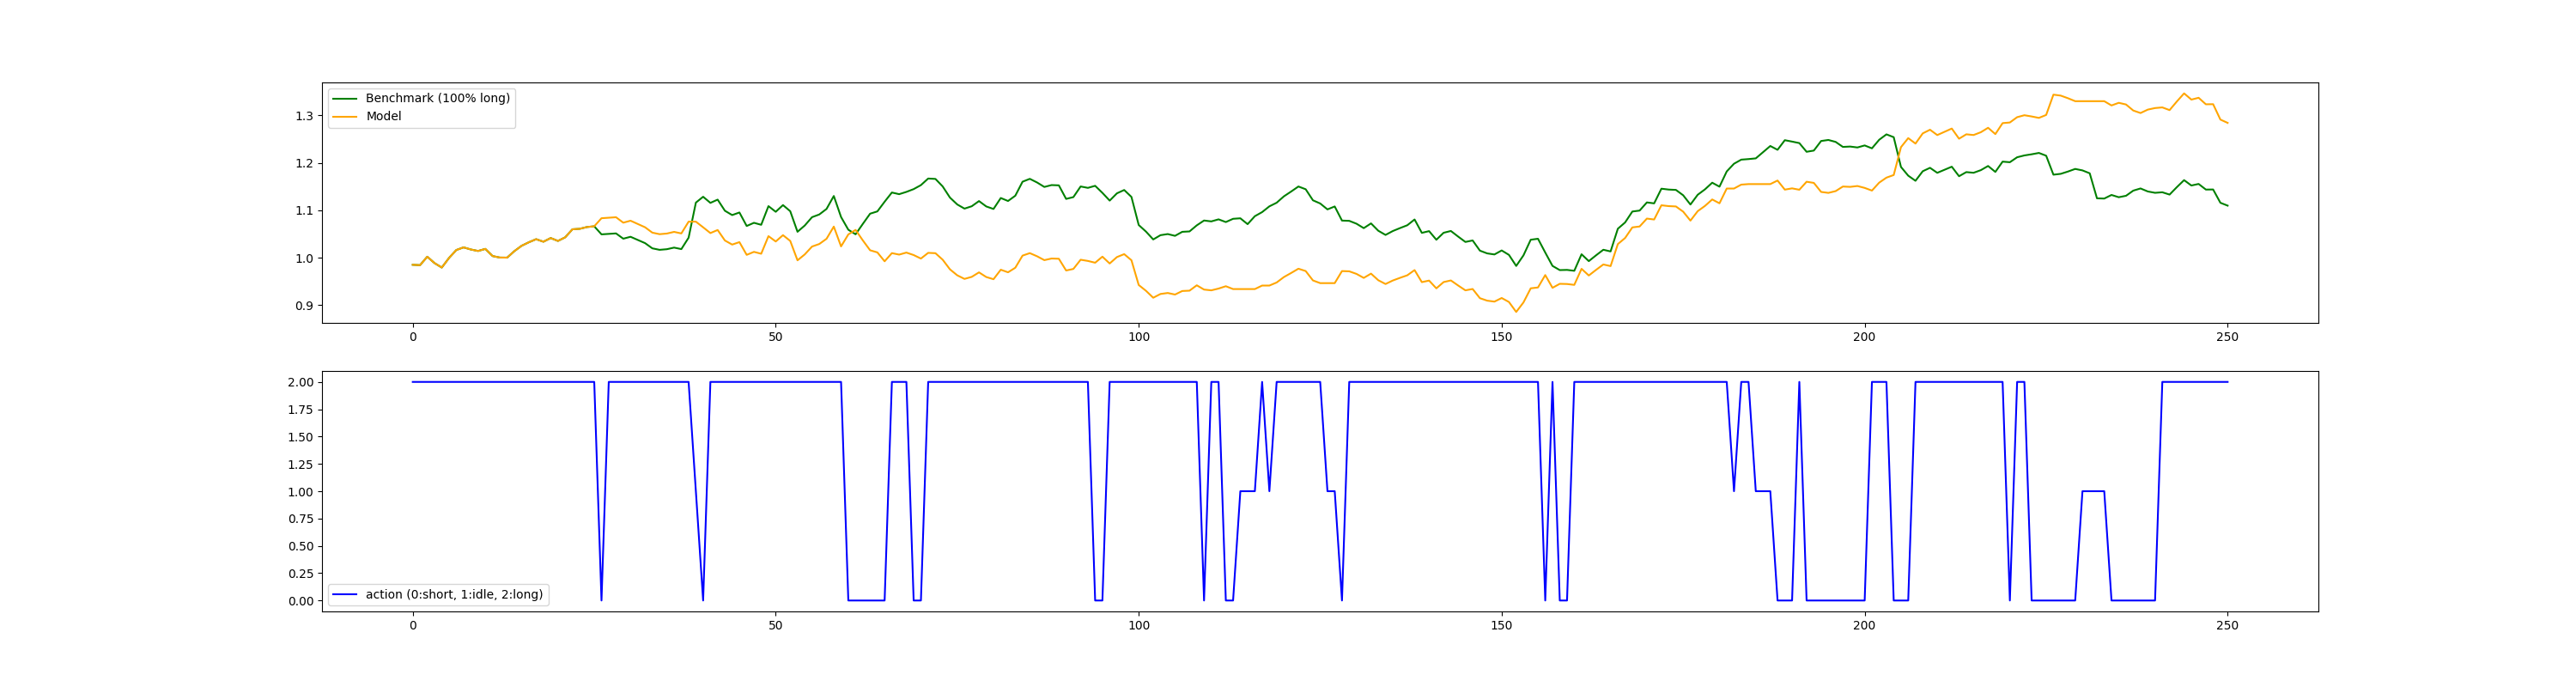 Benchmark (100% long)
Model
1.3
1.2
1.1
1.0
0.9
0 50 100 150 200 250
2.00
1.75
1.50
1.25
1.00
0.75
0.50
0.25
0.00
action (0:short, 1:idle, 2:long)
0 50 100 150 200 250